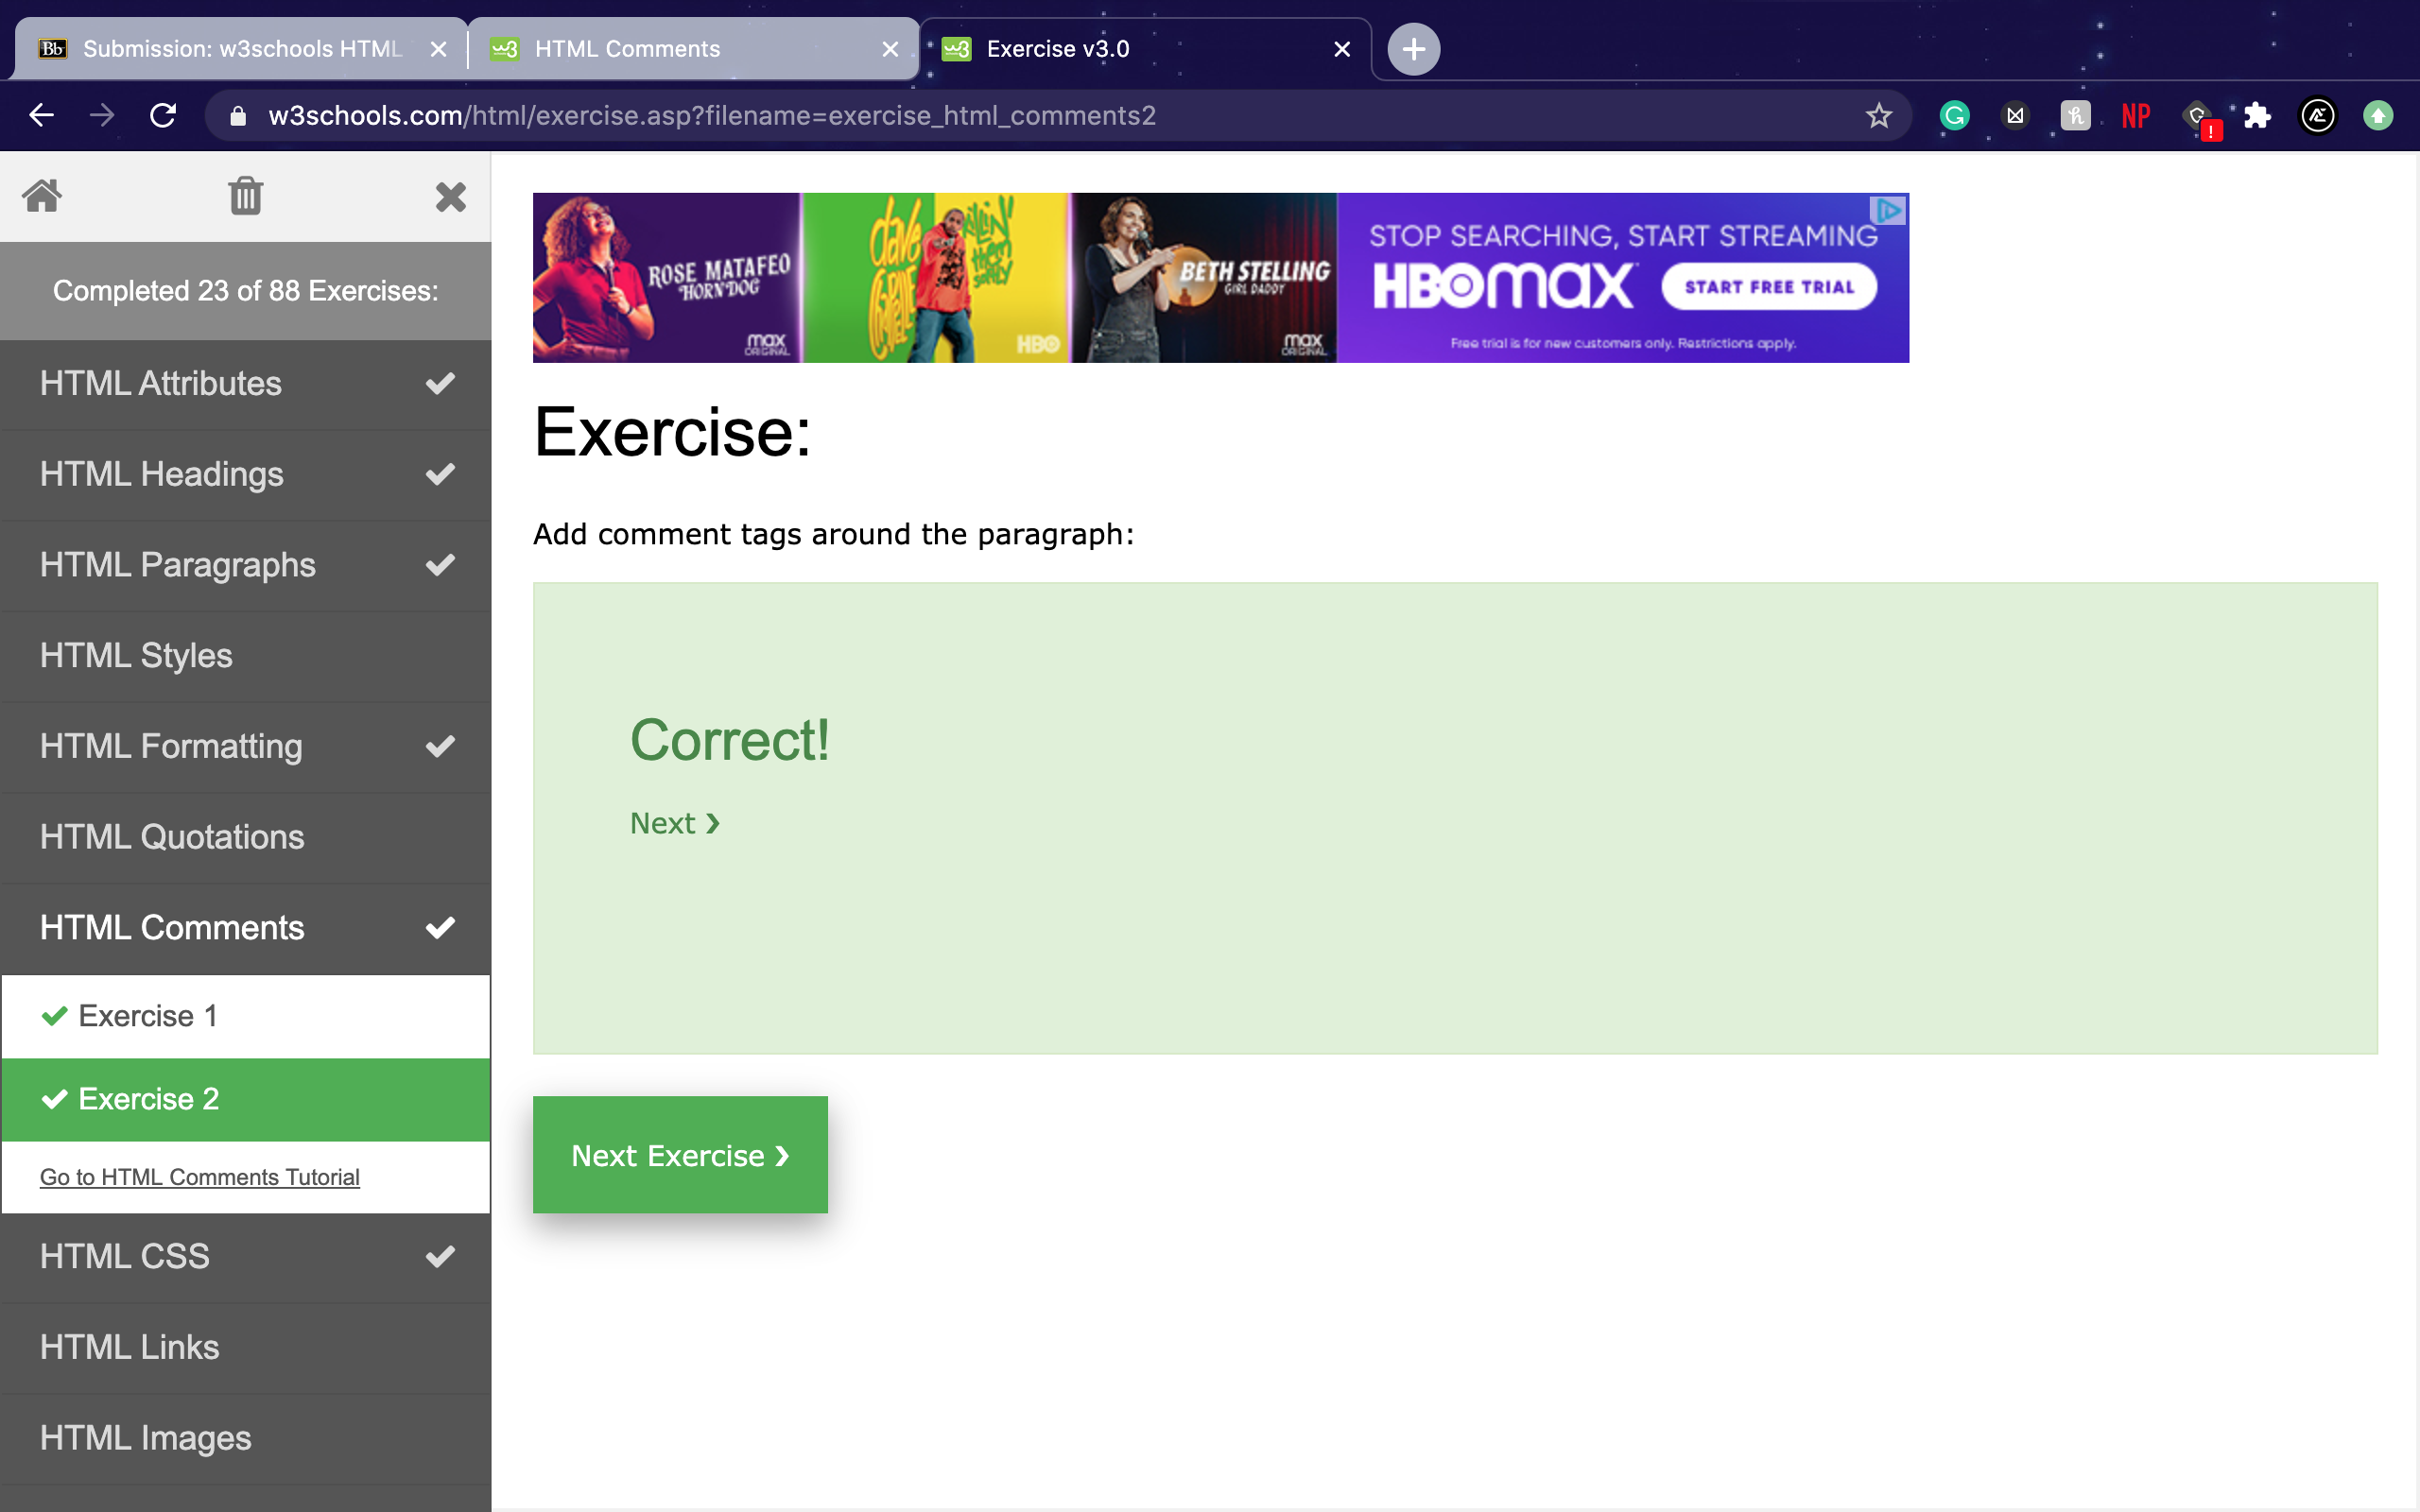 Bb
Submission: w3schools HTML
HTML Comments
Exercise v3.0
w3schools.com/html/exercise.asp?filename=exercise_html_comments2
NP
Completed 23 of 88 Exercises:
HTML Attributes
HTML Headings
HTML Paragraphs
HTML Styles
HTML Formatting
HTML Quotations
HTML Comments
Exercise 1
Exercise 2
Go to HTML Comments Tutorial
HTML CSS
HTML Links
HTML Images
ROSE MATAFEO
HORNDOG
max
ORIGINAL
dave
killin'
them
softly
HBO
BETH STELLING
GIRL DADDY
max
ORIGINAL
STOP SEARCHING, START STREAMING
HBOmax
START FREE TRIAL
Free trial is for new customers only. Restrictions apply.
Exercise:
Add comment tags around the paragraph:
Correct!
Next ❯
Next Exercise ❯